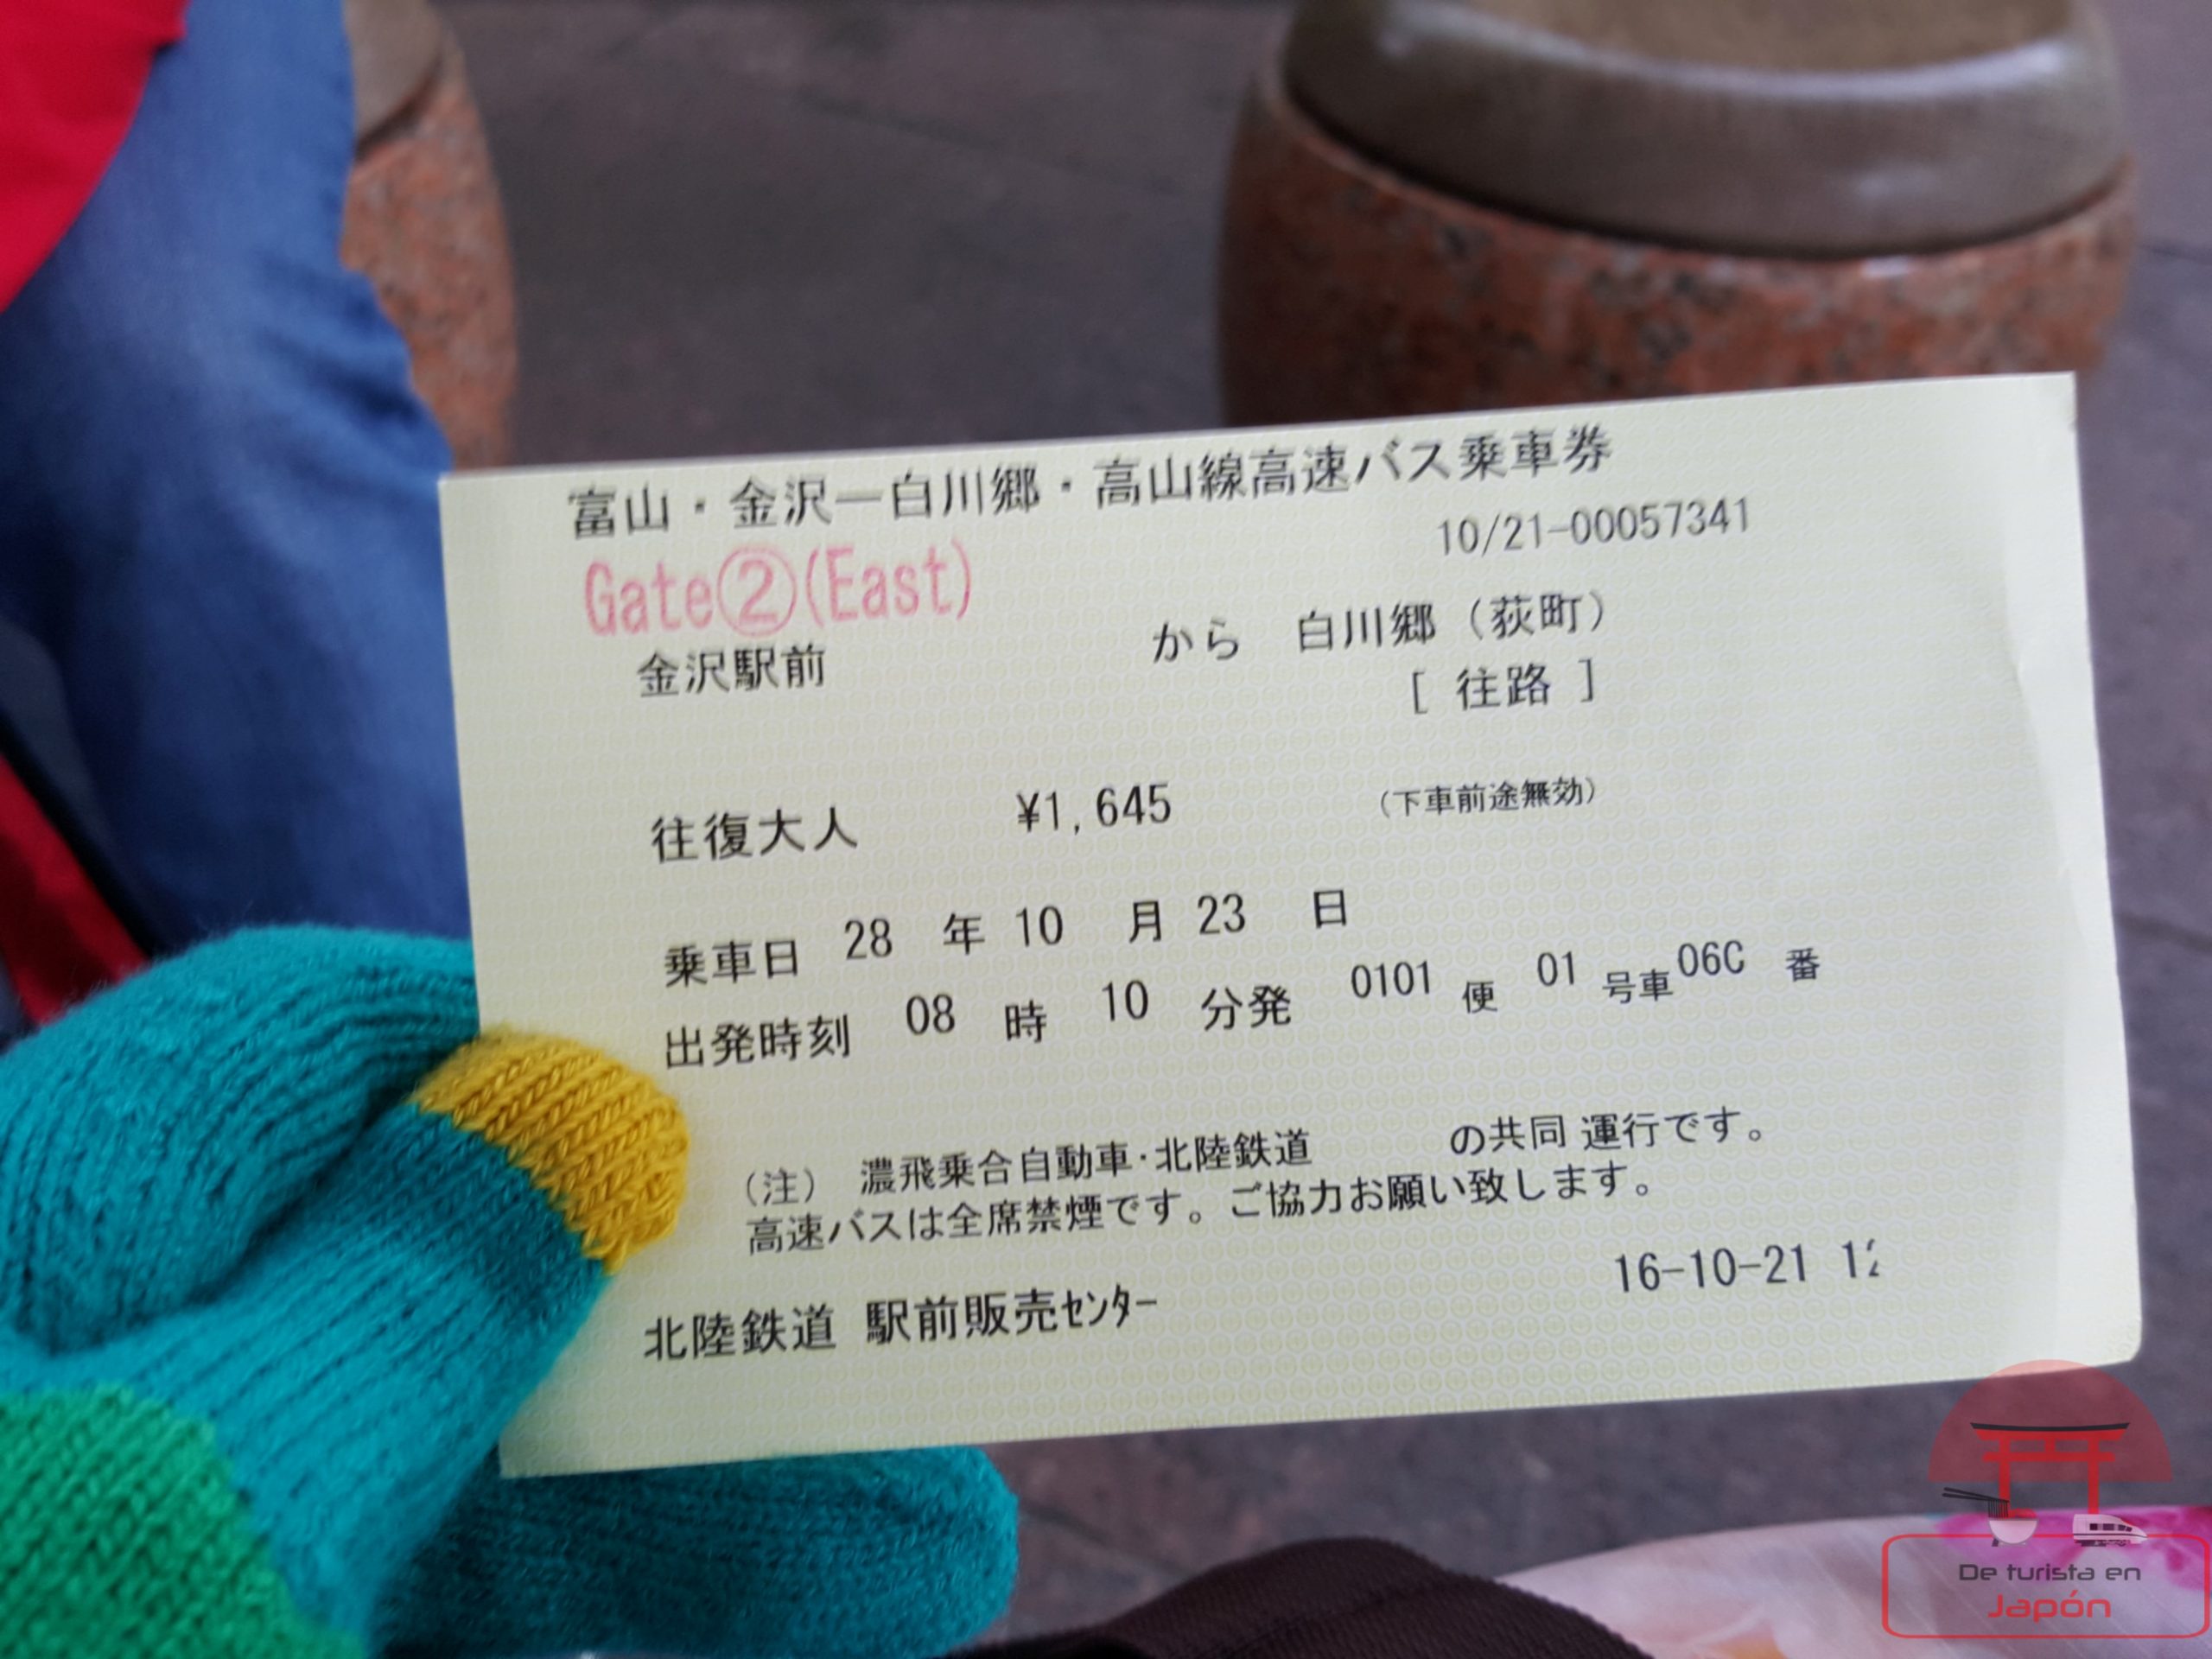 富山・金沢―白川郷・高山線高速バス乗車券
10/21-00057341
Gate②(East)
金沢駅前 から 白川郷（荻町）
[ 往路 ]
往復大人 ¥1,645 （下車前途無効）
乗車日 28 年 10 月 23 日
出発時刻 08 時 10 分発 0101 便 01 号車 06C 番
（注） 濃飛乗合自動車・北陸鉄道 の共同 運行です。
高速バスは全席禁煙です。ご協力お願い致します。
16-10-21
北陸鉄道 駅前販売ｾﾝﾀｰ
De turista en
Japón